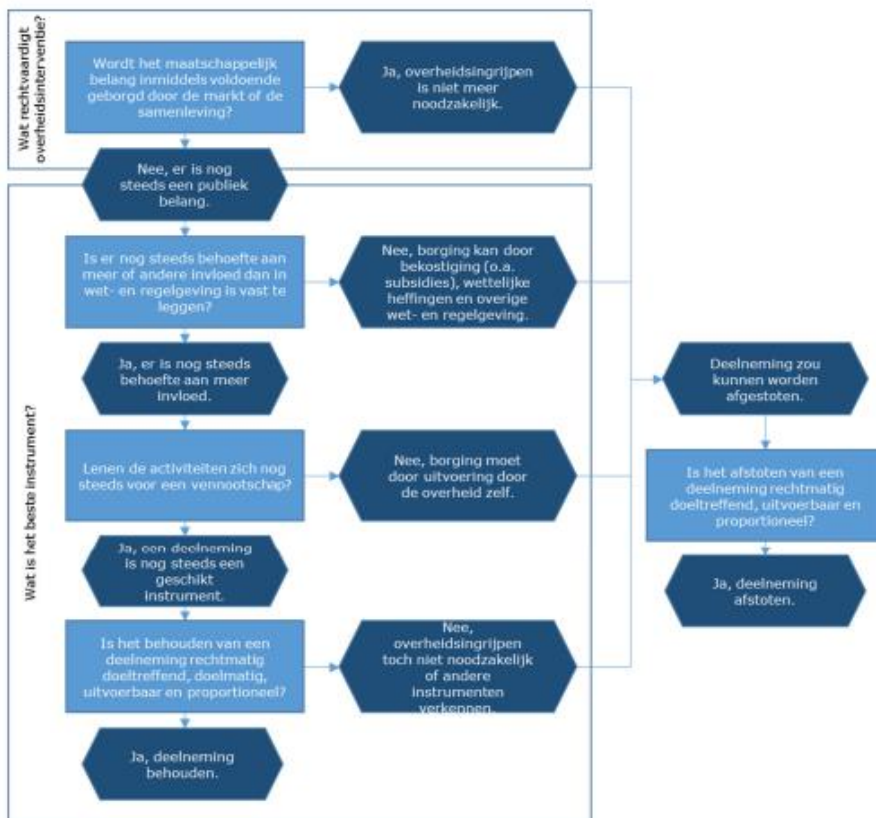 Wat rechtvaardigt
overheidsinterventie?
Wordt het maatschappelijk
belang inmiddels voldoende
geborgd door de markt of de
samenleving?
Ja, overheidsingrijpen
is niet meer
noodzakelijk.
Nee, er is nog
steeds een publiek
belang.
Wat is het beste instrument?
Is er nog steeds behoefte aan
meer of andere invloed dan in
wet- en regelgeving is vast te
leggen?
Nee, borging kan door
bekostiging (o.a.
subsidies), wettelijke
heffingen en overige
wet- en regelgeving.
Ja, er is nog steeds
behoefte aan meer
invloed.
Lenen de activiteiten zich nog
steeds voor een vennootschap?
Nee, borging moet
door uitvoering door
de overheid zelf.
Ja, een deelneming
is nog steeds een
geschikt
instrument.
Is het behouden van een
deelneming rechtmatig
doeltreffend, doelmatig,
uitvoerbaar en proportioneel?
Nee,
overheidsingrijpen
toch niet noodzakelijk
of andere
instrumenten
verkennen.
Ja, deelneming
behouden.
Deelneming zou
kunnen worden
afgestoten.
Is het afstoten van een
deelneming rechtmatig
doeltreffend, uitvoerbaar en
proportioneel?
Ja, deelneming
afstoten.